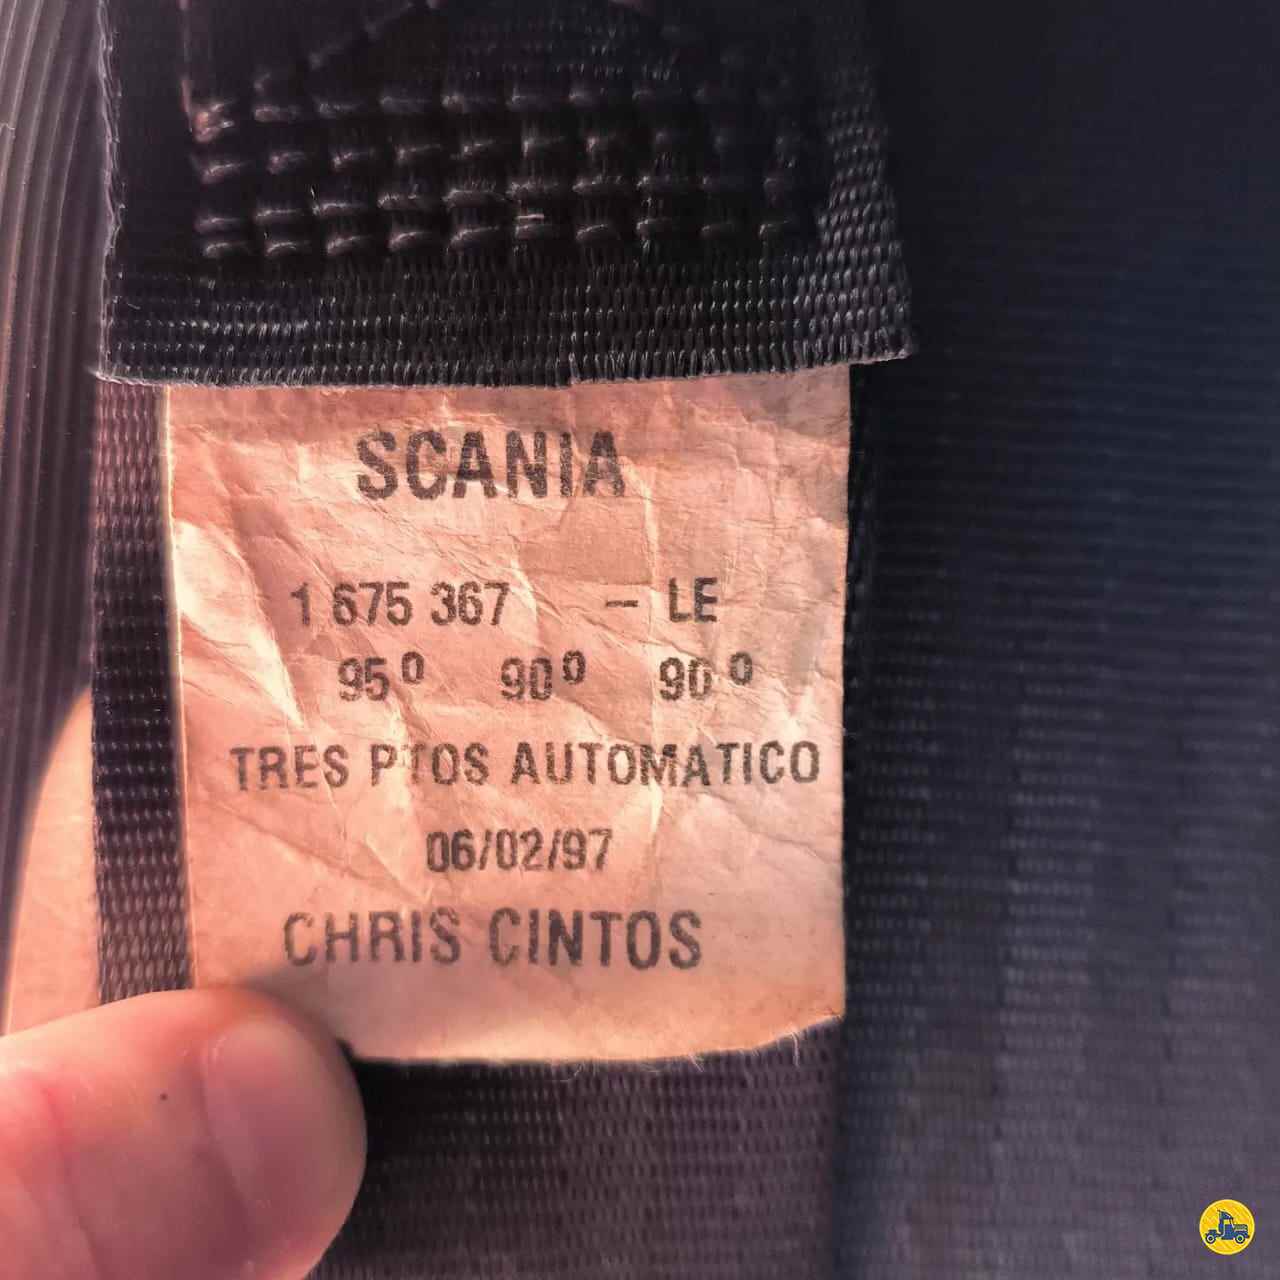 SCANIA
1 675 367 - LE
95º 90º 90º
TRES PTOS AUTOMATICO
06/02/97
CHRIS CINTOS